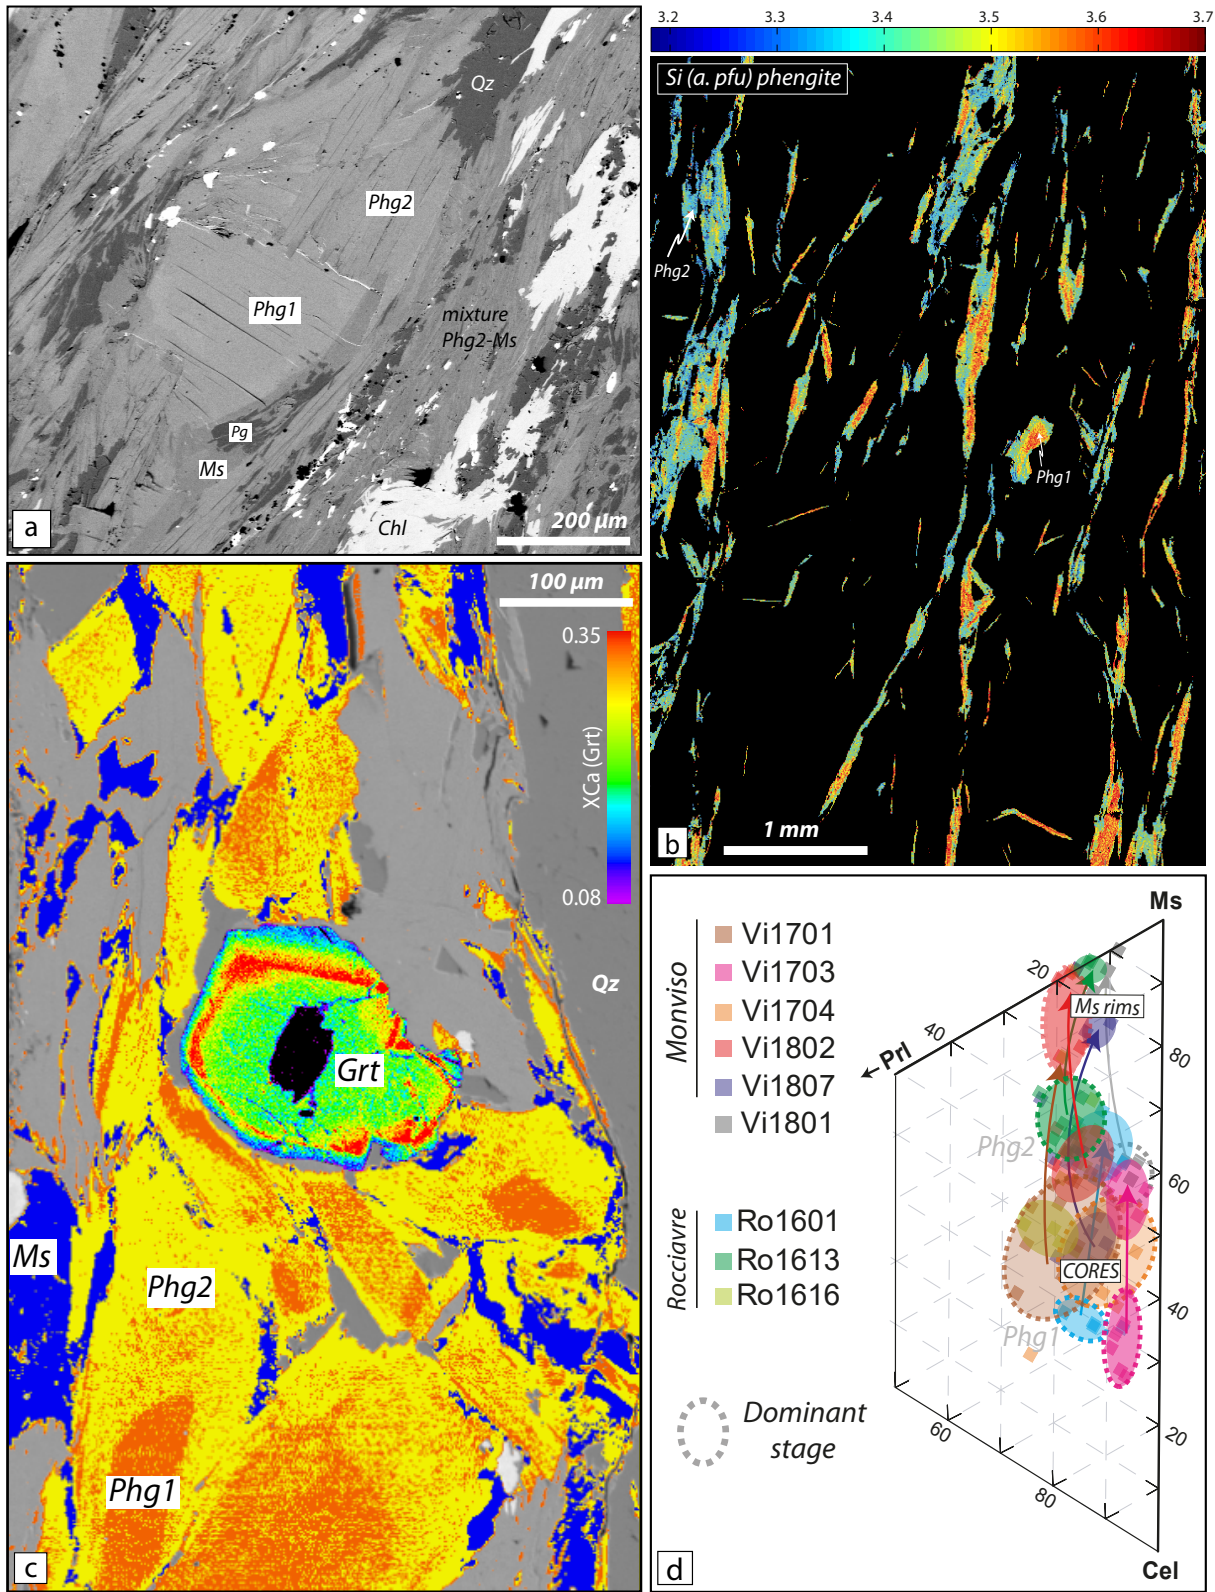 Qz
Phg2
Phg1
mixture
Phg2-Ms
Pg
Ms
Chl
200 µm
a
3.2 3.3 3.4 3.5 3.6 3.7
Si (a. pfu) phengite
Phg2
Phg1
1 mm
b
100 µm
0.35
XCa (Grt)
0.08
Qz
Grt
Ms
Phg2
Phg1
c
Monviso
Vi1701
Vi1703
Vi1704
Vi1802
Vi1807
Vi1801
Rocciavre
Ro1601
Ro1613
Ro1616
Dominant
stage
Ms
20
Ms rims
40
Prl
80
Phg2
60
CORES
40
Phg1
20
60
80
Cel
d